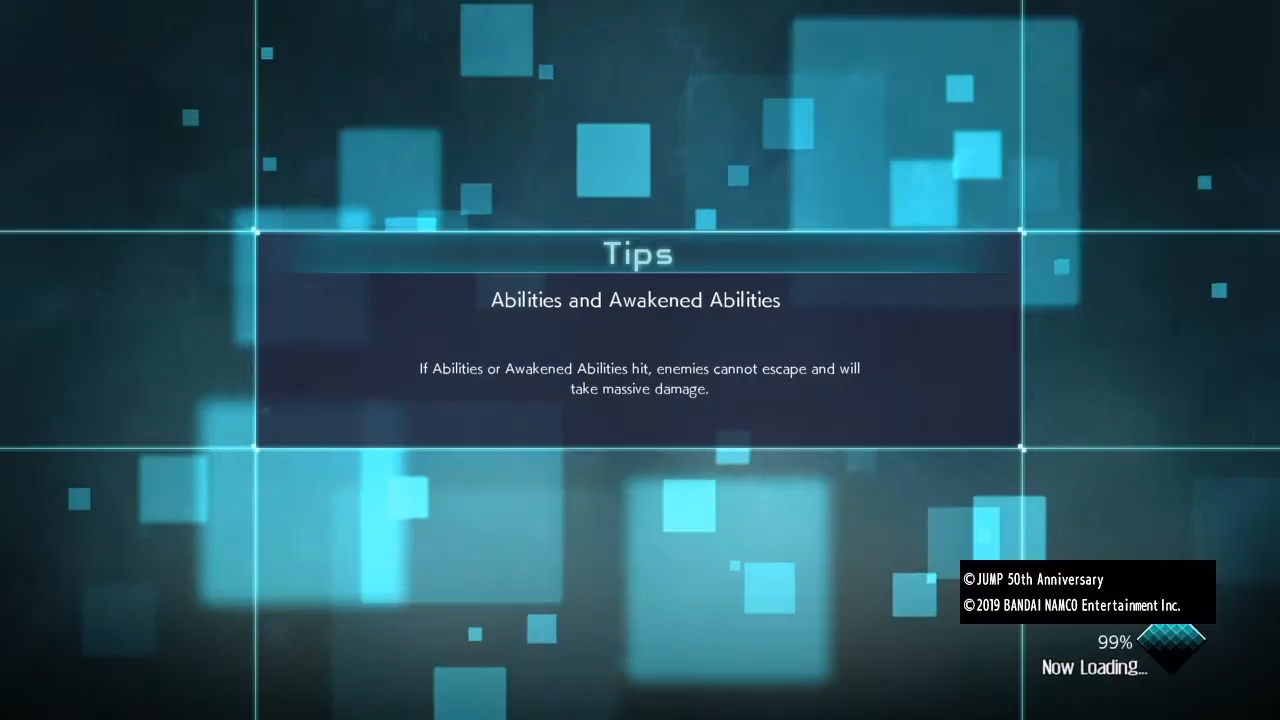 Tips
Abilities and Awakened Abilities
If Abilities or Awakened Abilities hit, enemies cannot escape and will
take massive damage.
©JUMP 50th Anniversary
©2019 BANDAI NAMCO Entertainment Inc.
99%
Now Loading...